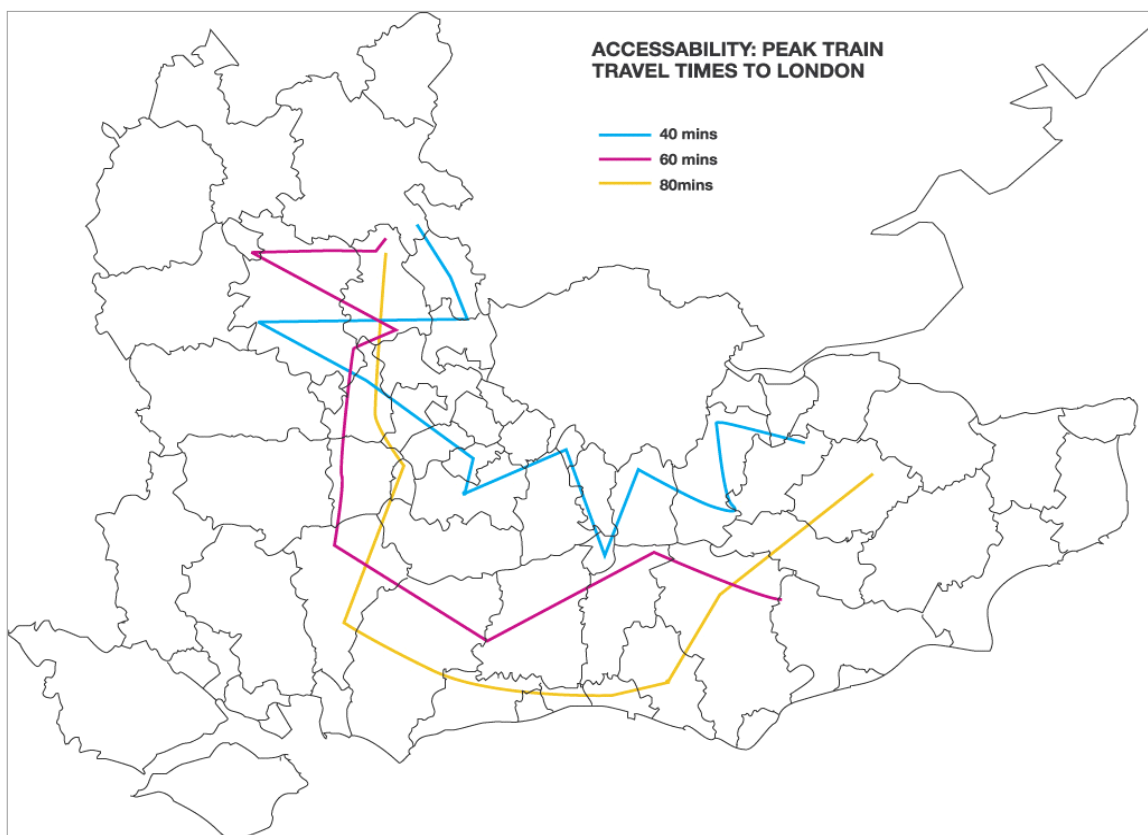 ACCESSABILITY: PEAK TRAIN
TRAVEL TIMES TO LONDON
40 mins
60 mins
80mins